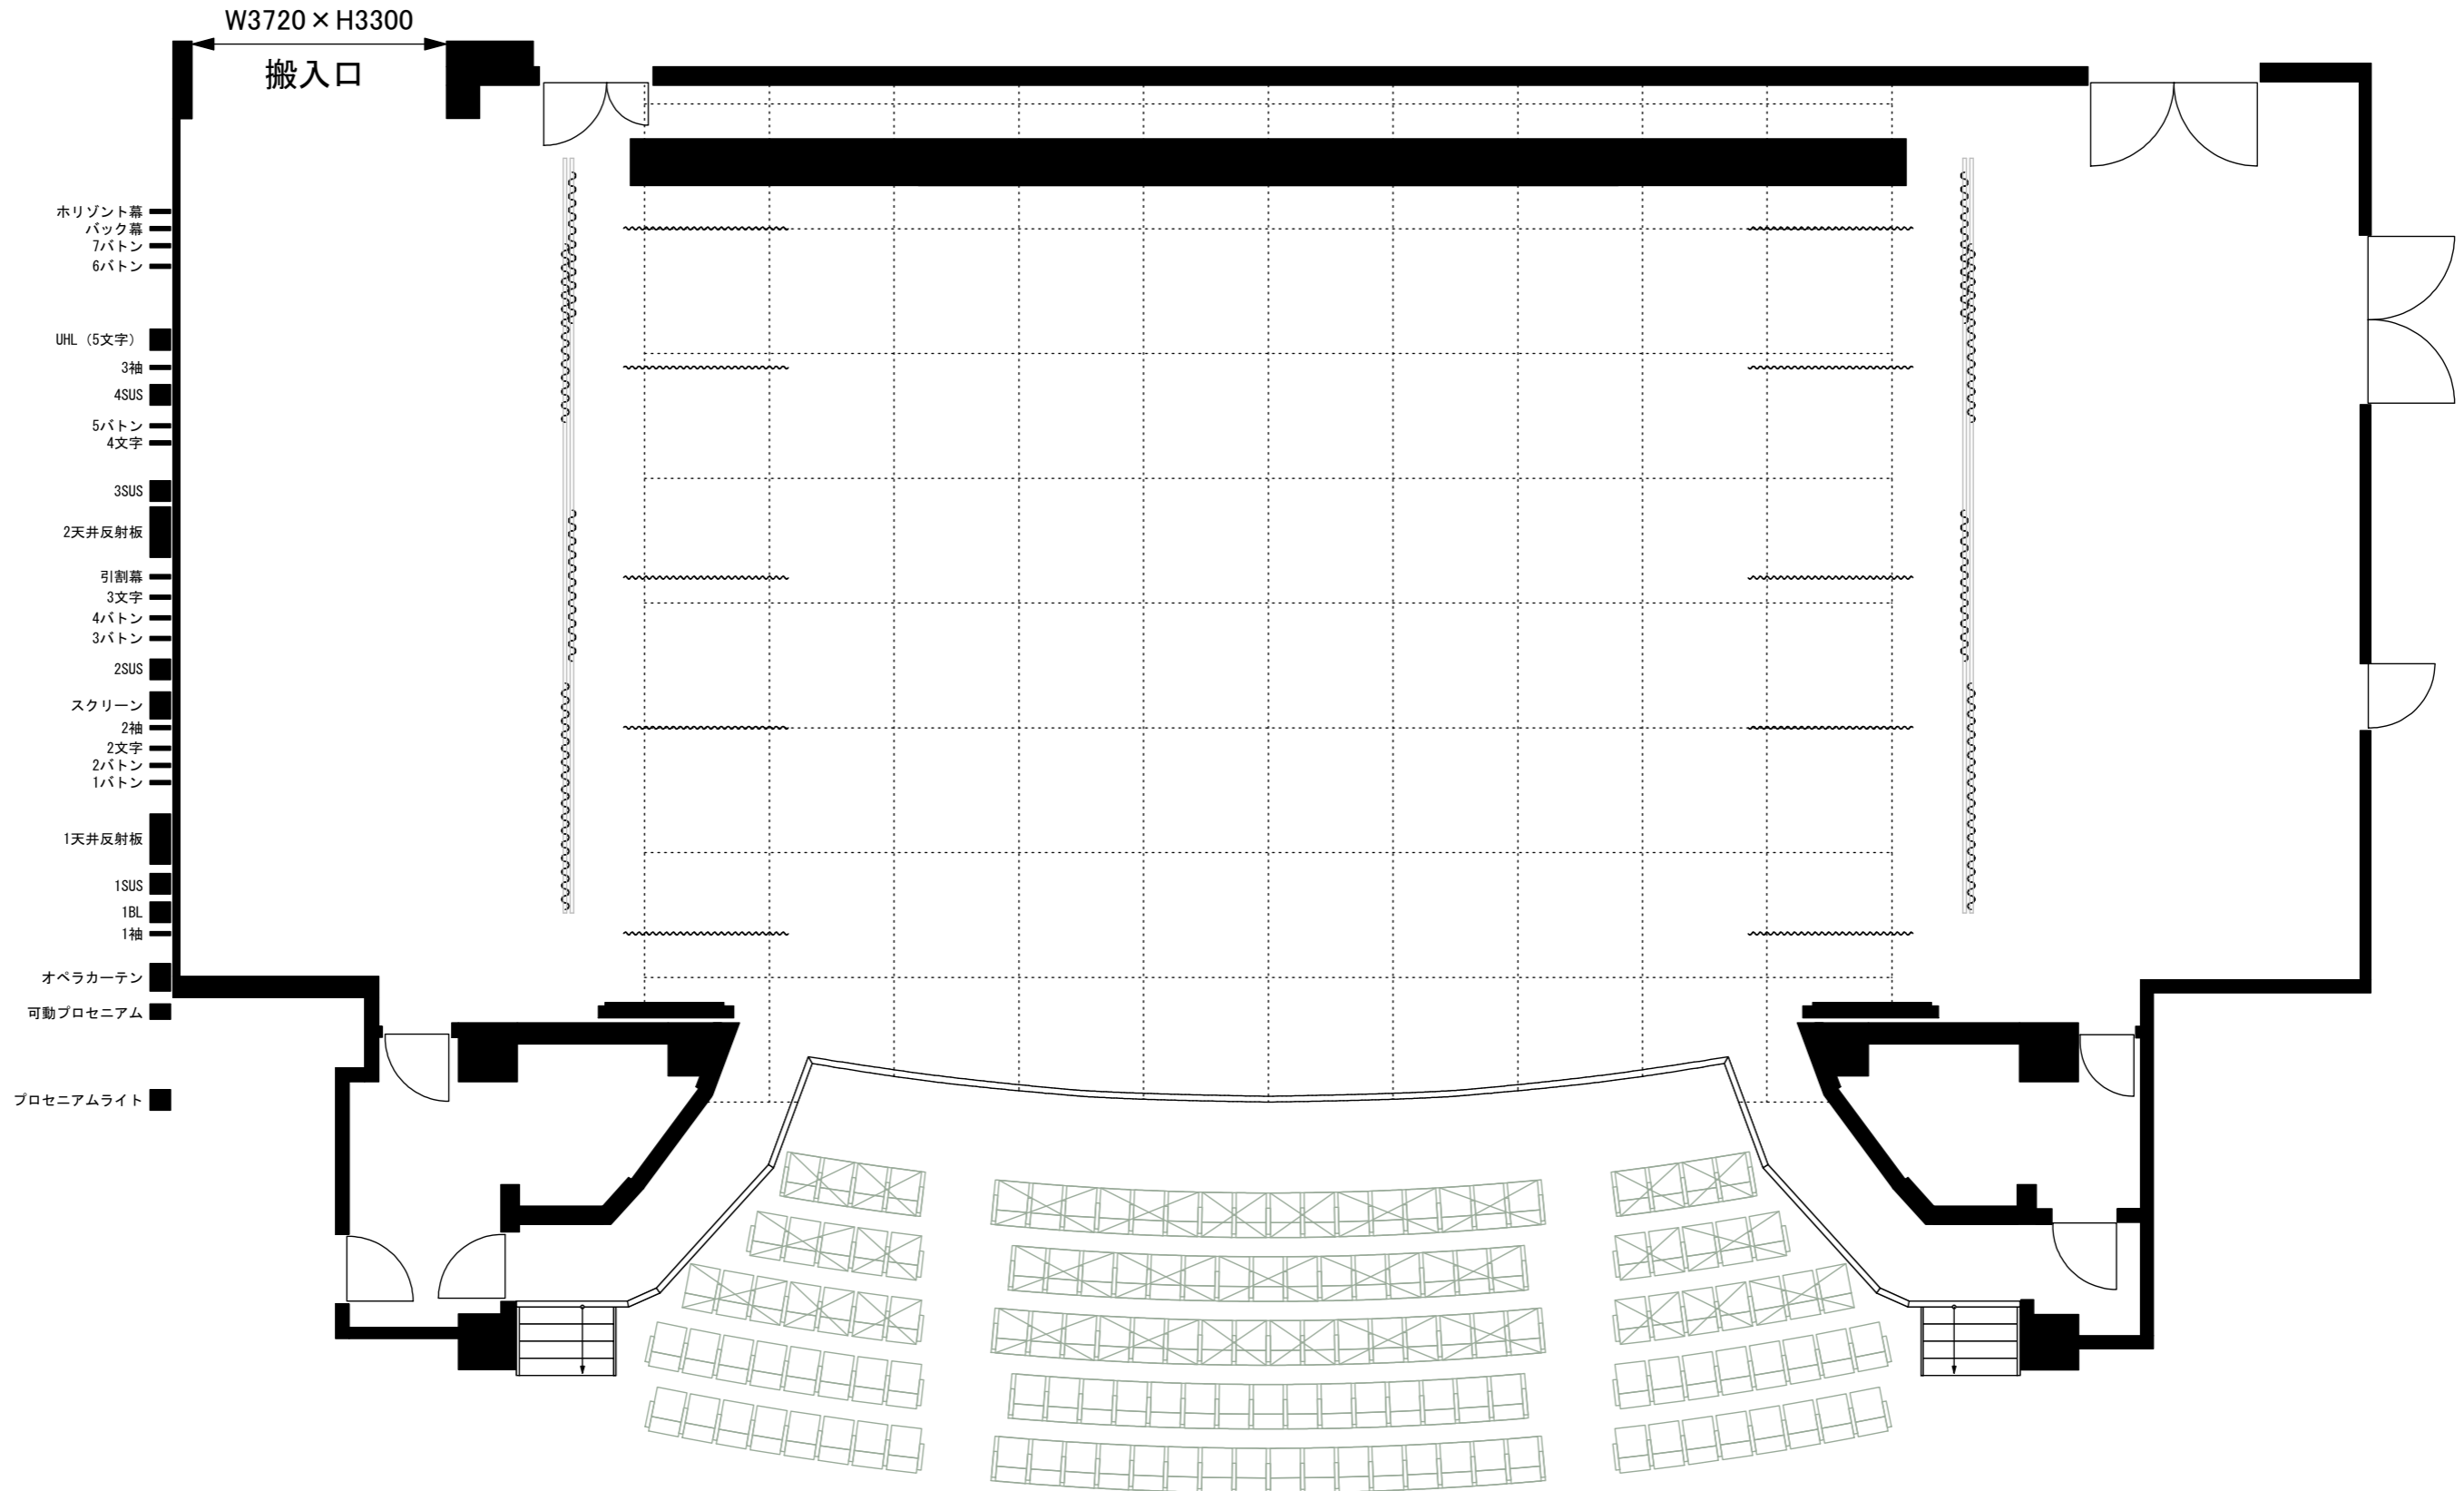 W3720×H3300
搬入口
ホリゾント幕
バック幕
7バトン
6バトン
UHL（5文字）
3袖
4SUS
5バトン
4文字
3SUS
2天井反射板
引割幕
3文字
4バトン
3バトン
2SUS
スクリーン
2袖
2文字
2バトン
1バトン
1天井反射板
1SUS
1BL
1袖
オペラカーテン
可動プロセニアム
プロセニアムライト